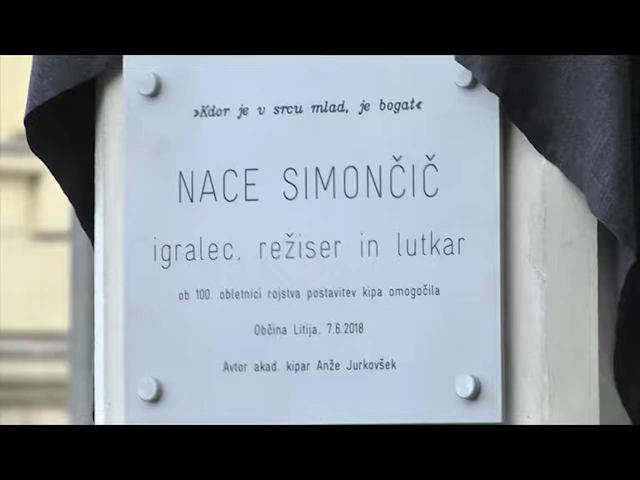 »Kdor je v srcu mlad, je bogat«
NACE SIMONČIČ
igralec, režiser in lutkar
ob 100. obletnici rojstva postavitev kipa omogočila
Občina Litija, 7.6.2018
Avtor akad. kipar Anže Jurkovšek